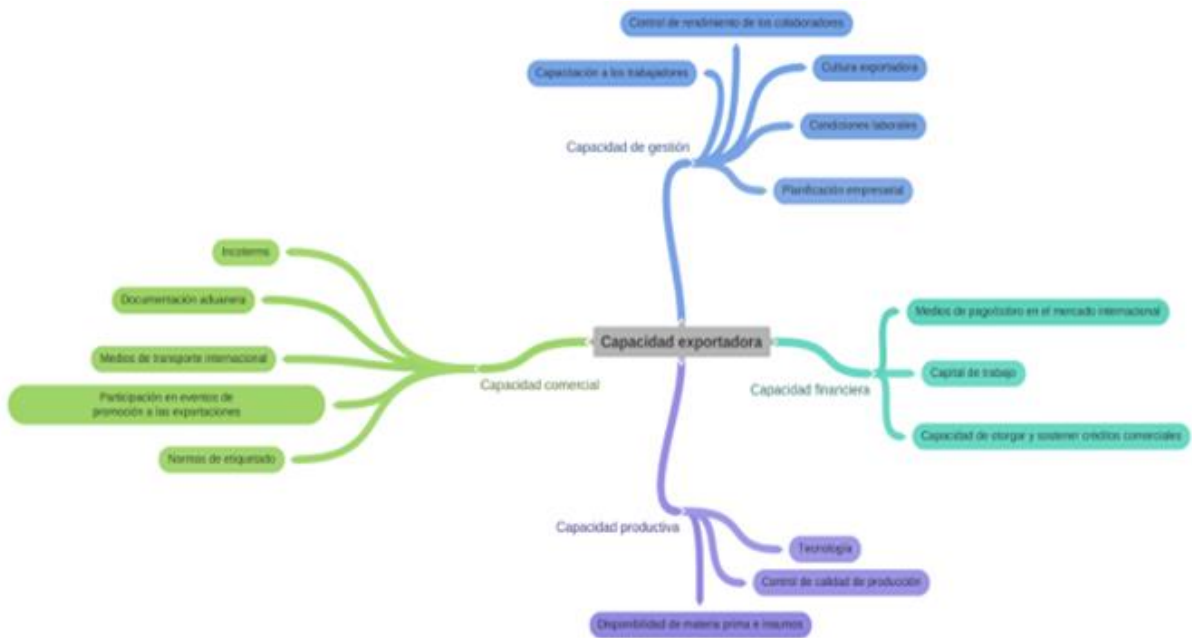 Control de rendimiento de los colaboradores
Capacitación a los trabajadores
Cultura exportadora
Condiciones laborales
Capacidad de gestión
Planificación empresarial
Incoterms
Documentación aduanera
Medios de transporte internacional
Participación en eventos de
promoción a las exportaciones
Normas de etiquetado
Capacidad comercial
Capacidad exportadora
Medios de pago/cobro en el mercado internacional
Capital de trabajo
Capacidad financiera
Capacidad de otorgar y sostener créditos comerciales
Capacidad productiva
Tecnología
Control de calidad de producción
Disponibilidad de materia prima e insumos